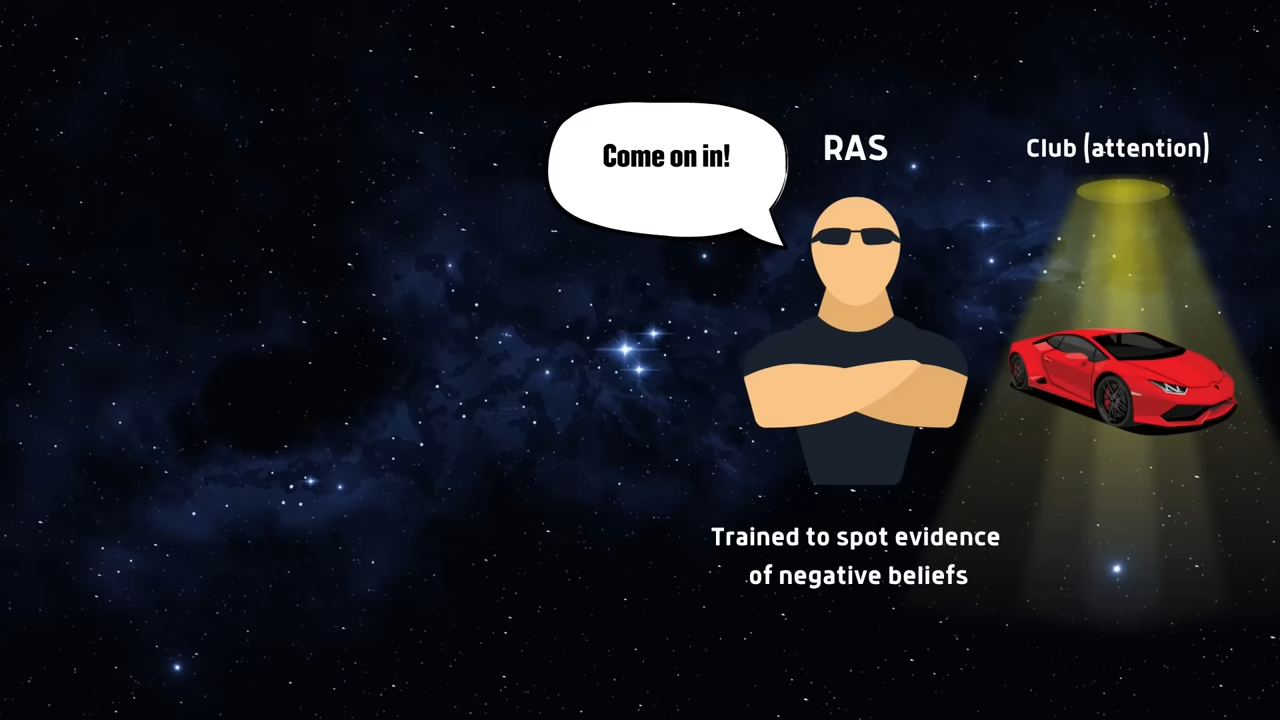 Come on in!
RAS
Club (attention)
Trained to spot evidence
of negative beliefs